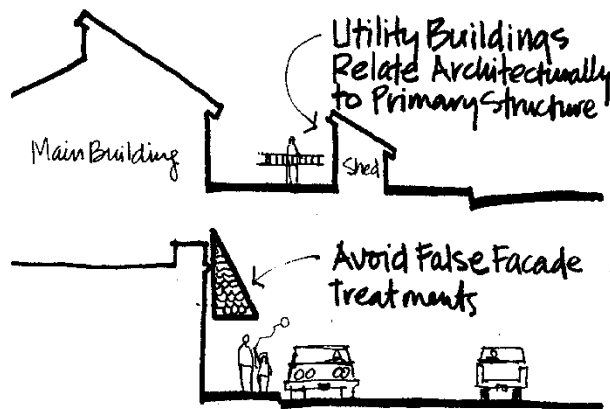 Utility Buildings
Relate Architecturally
to Primary Structure
Main Building
Shed
Avoid False Facade
Treatments